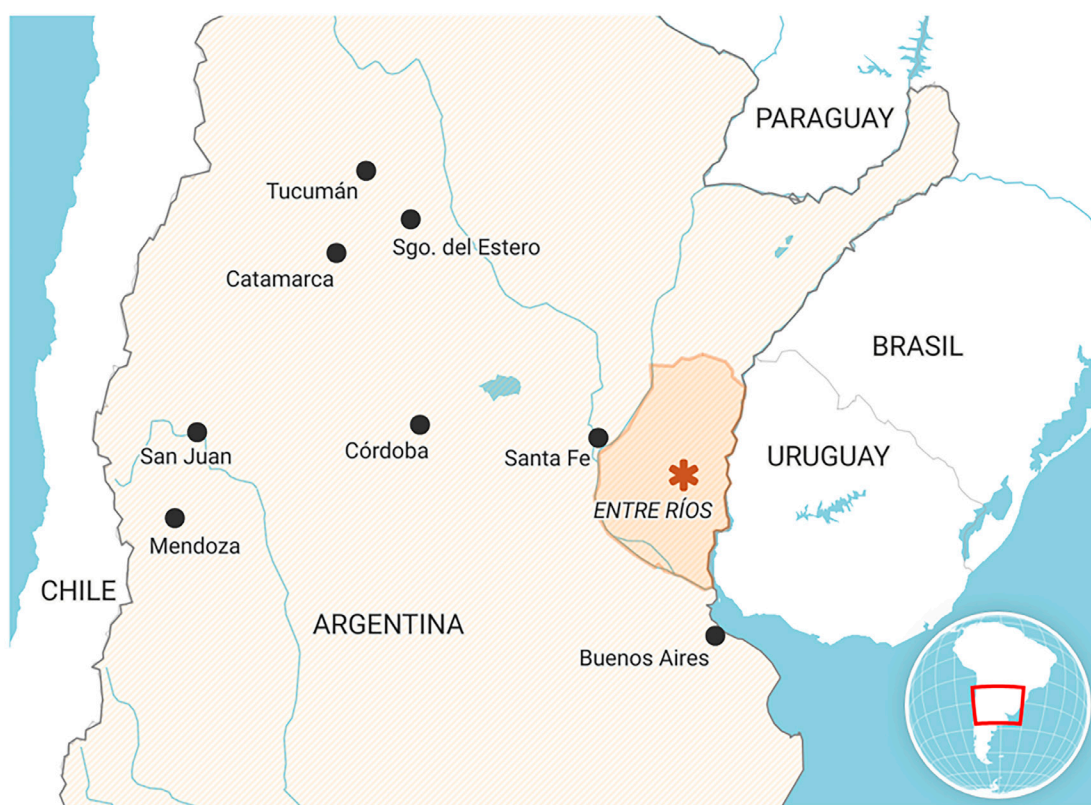 PARAGUAY
Tucumán
Sgo. del Estero
Catamarca
BRASIL
San Juan
Córdoba
Santa Fe
URUGUAY
ENTRE RÍOS
Mendoza
CHILE
ARGENTINA
Buenos Aires